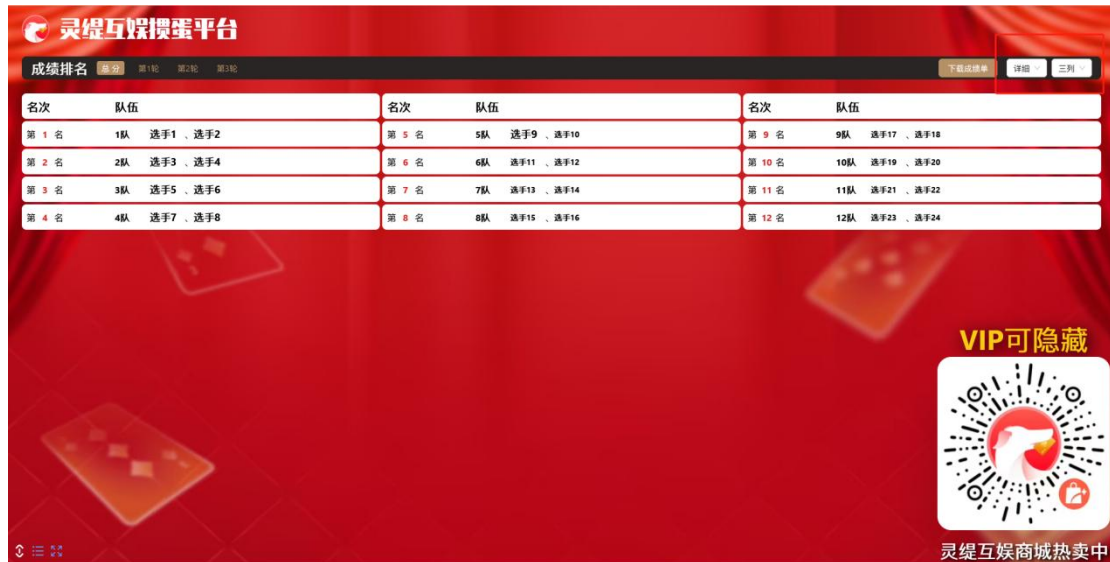 灵缇互娱掼蛋平台
成绩排名 总分 第1轮 第2轮 第3轮 下载成绩单 详细 三列
名次 队伍 名次 队伍 名次 队伍
第 1 名 1队 选手1 、选手2 第 5 名 5队 选手9 、选手10 第 9 名 9队 选手17 、选手18
第 2 名 2队 选手3 、选手4 第 6 名 6队 选手11 、选手12 第 10 名 10队 选手19 、选手20
第 3 名 3队 选手5 、选手6 第 7 名 7队 选手13 、选手14 第 11 名 11队 选手21 、选手22
第 4 名 4队 选手7 、选手8 第 8 名 8队 选手15 、选手16 第 12 名 12队 选手23 、选手24
VIP可隐藏
灵缇互娱商城热卖中